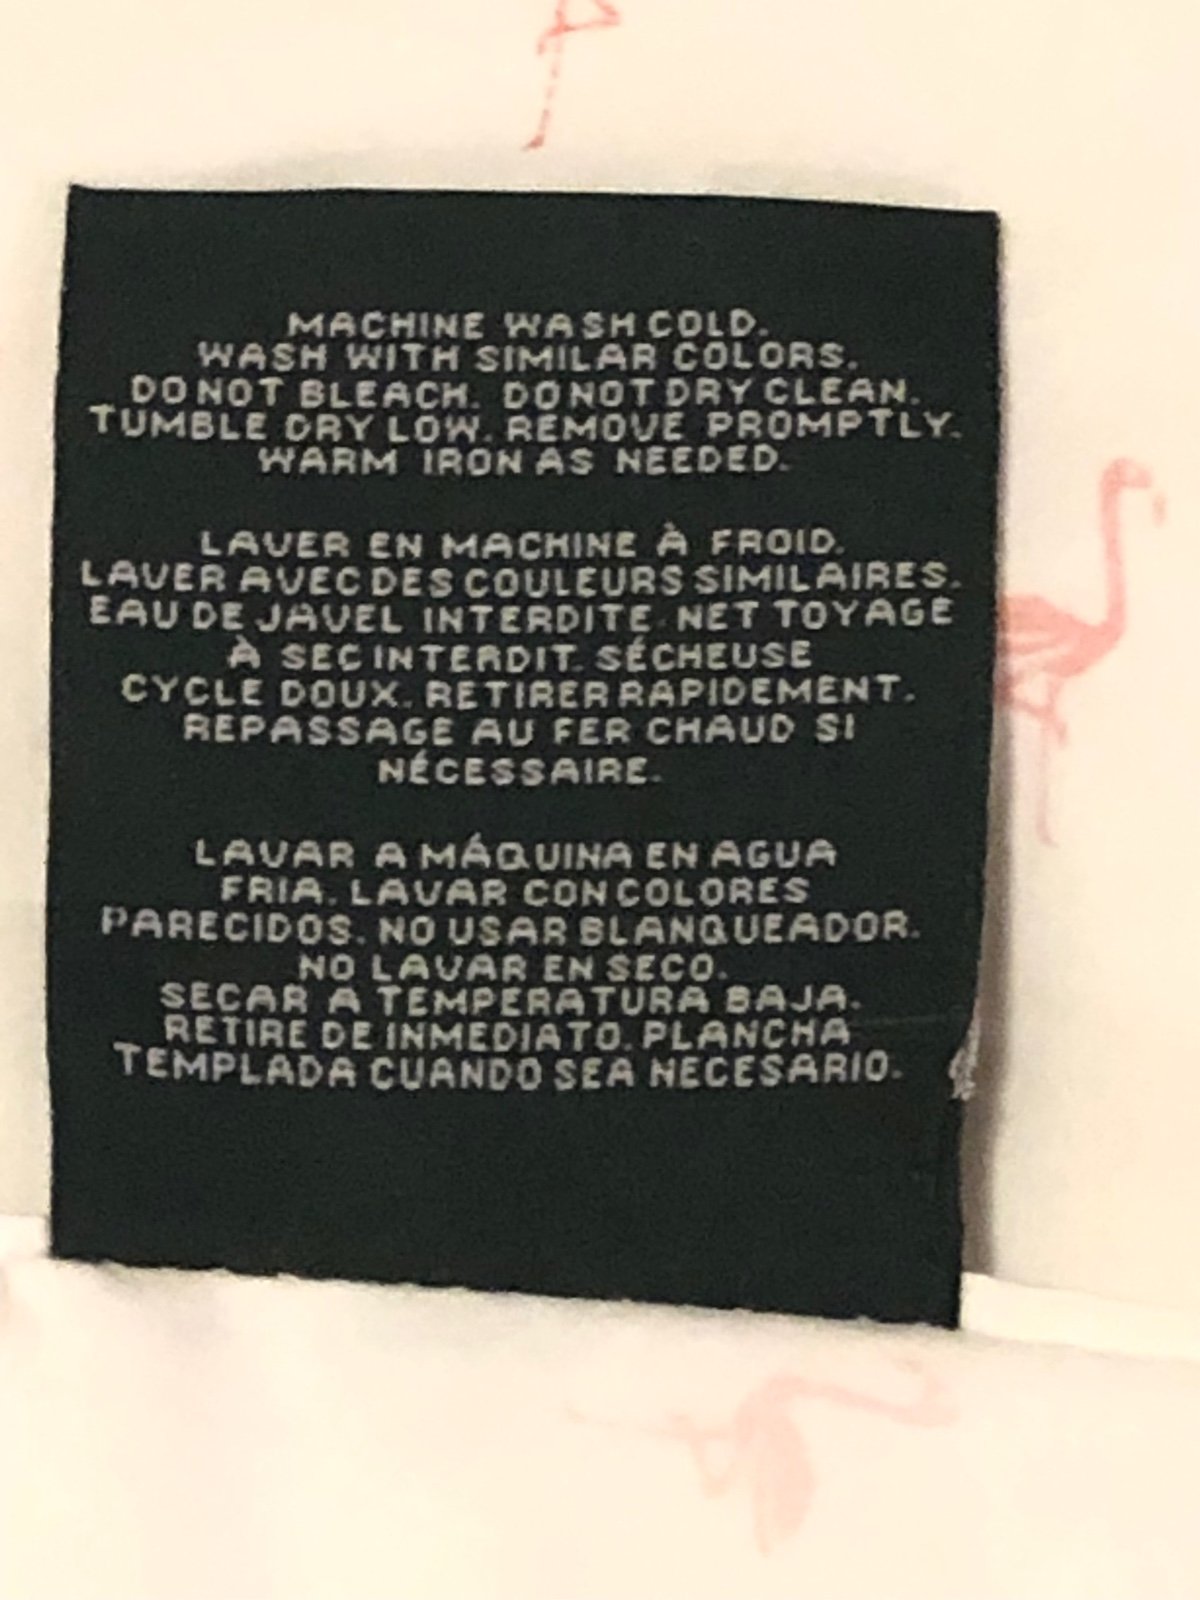 MACHINE WASH COLD.
WASH WITH SIMILAR COLORS.
DO NOT BLEACH. DO NOT DRY CLEAN.
TUMBLE DRY LOW. REMOVE PROMPTLY.
WARM IRON AS NEEDED.
LAVER EN MACHINE À FROID.
LAVER AVEC DES COULEURS SIMILAIRES.
EAU DE JAVEL INTERDITE. NETTOYAGE
À SEC INTERDIT. SÉCHEUSE
CYCLE DOUX. RETIRER RAPIDEMENT.
REPASSAGE AU FER CHAUD SI
NÉCESSAIRE.
LAVAR A MÁQUINA EN AGUA
FRIA. LAVAR CON COLORES
PARECIDOS. NO USAR BLANQUEADOR.
NO LAVAR EN SECO.
SECAR A TEMPERATURA BAJA.
RETIRE DE INMEDIATO. PLANCHA
TEMPLADA CUANDO SEA NECESARIO.